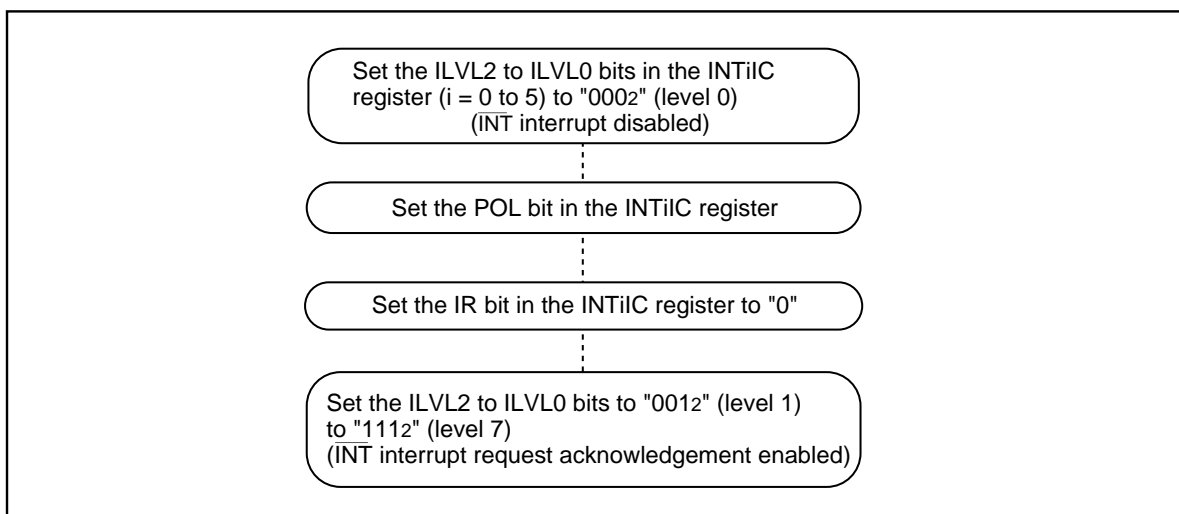 Set the ILVL2 to ILVL0 bits in the INTiIC
register (i = 0 to 5) to "0002" (level 0)
(INT interrupt disabled)
Set the POL bit in the INTiIC register
Set the IR bit in the INTiIC register to "0"
Set the ILVL2 to ILVL0 bits to "0012" (level 1)
to "1112" (level 7)
(INT interrupt request acknowledgement enabled)